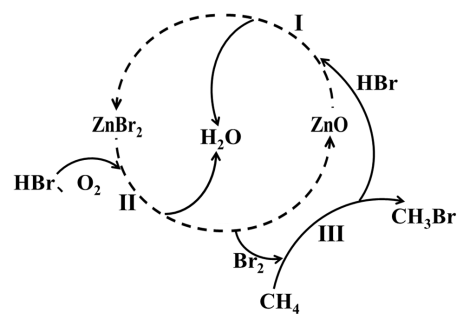 I
HBr
ZnBr₂
H₂O
ZnO
HBr、 O₂
II
CH₃Br
III
Br₂
CH₄